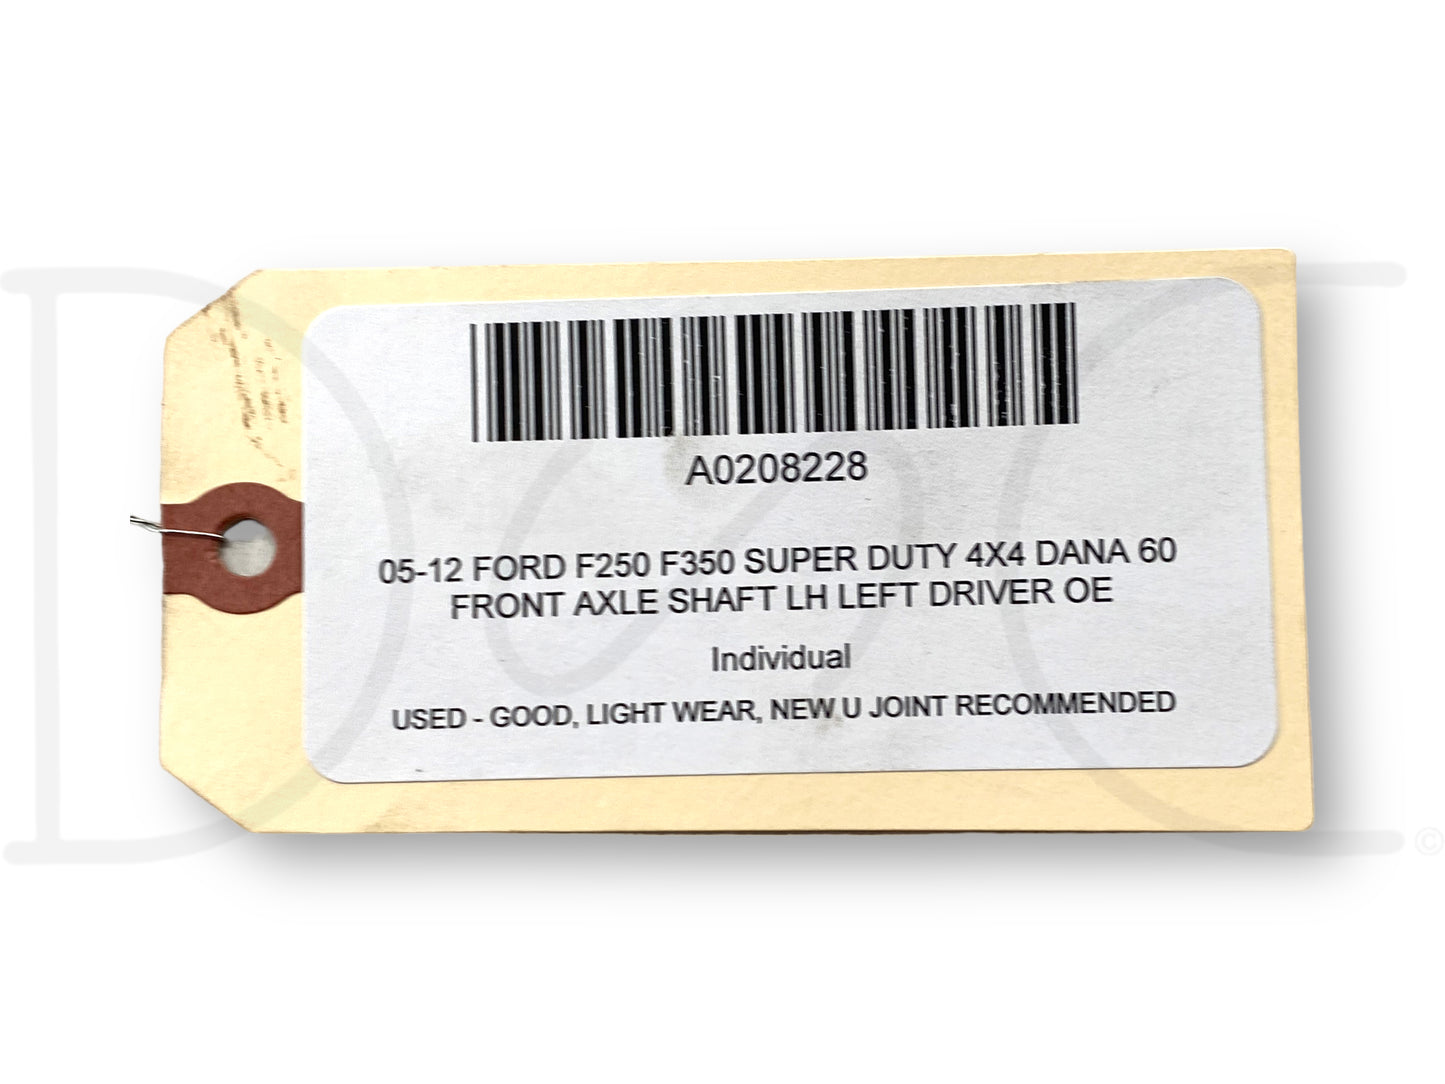 A0208228
05-12 FORD F250 F350 SUPER DUTY 4X4 DANA 60
FRONT AXLE SHAFT LH LEFT DRIVER OE
Individual
USED - GOOD, LIGHT WEAR, NEW U JOINT RECOMMENDED
©